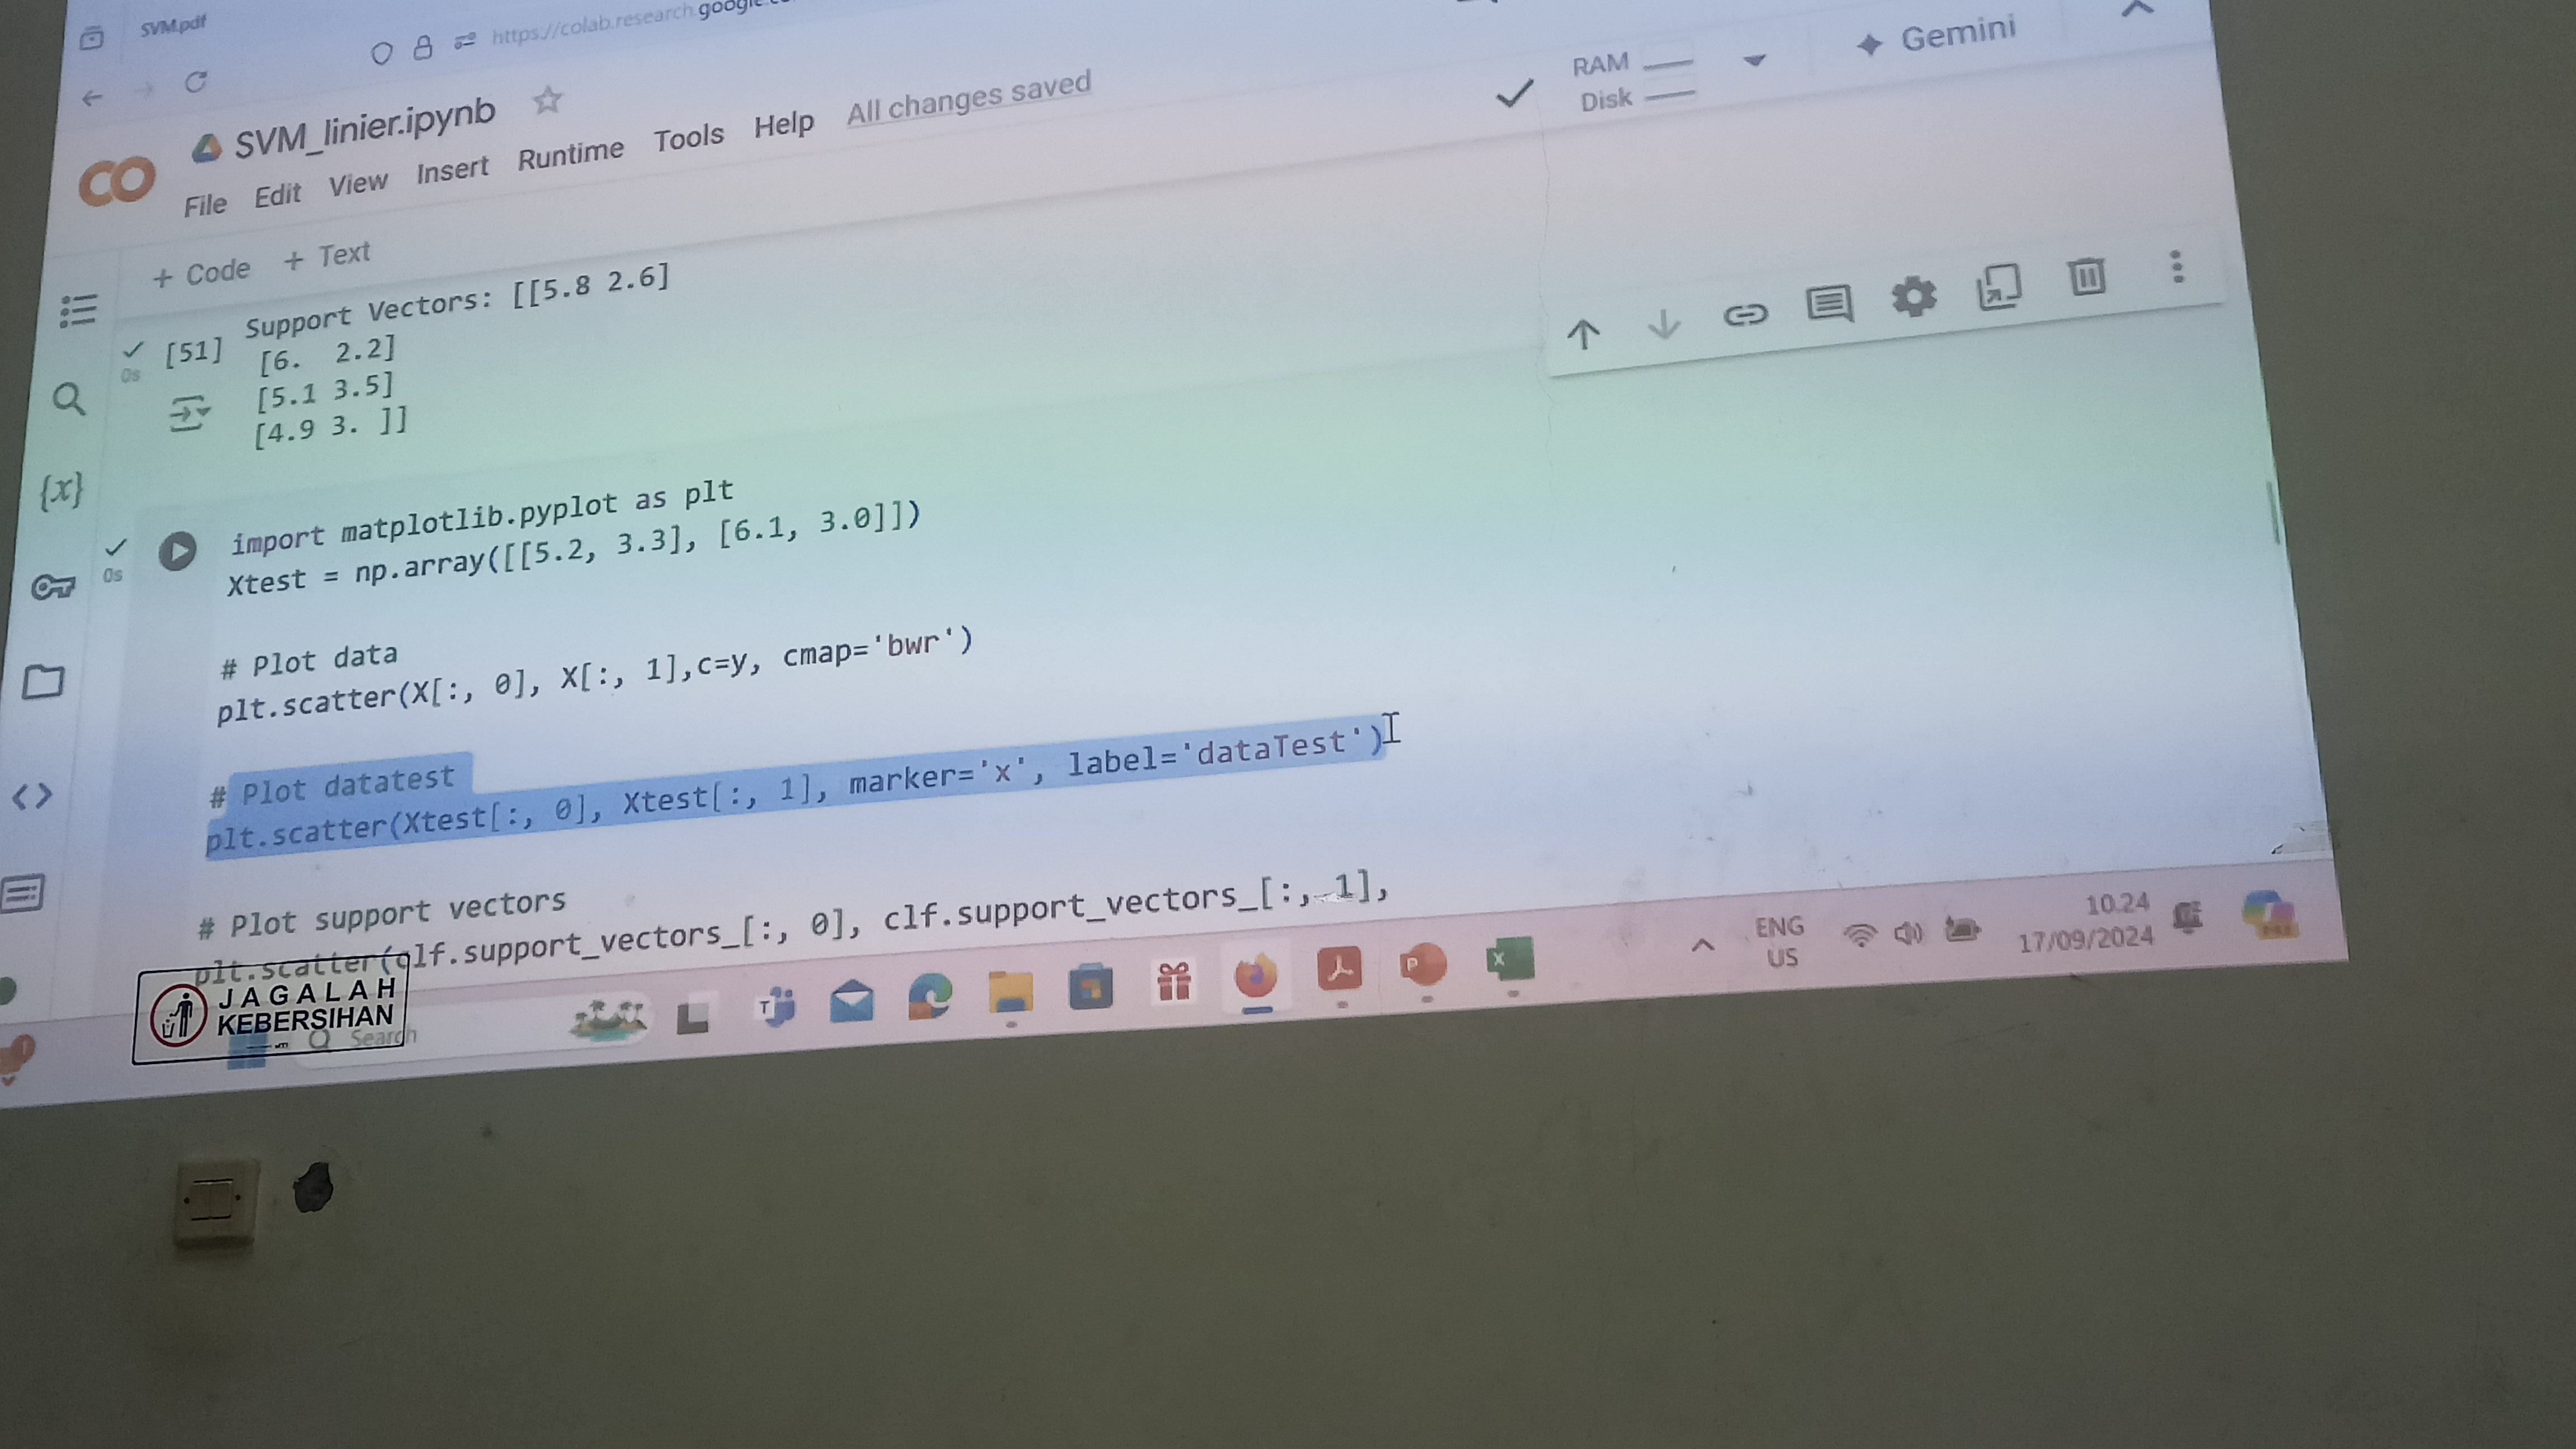 SVM.pdf
https://colab.research.google.co
SVM_linier.ipynb
File Edit View Insert Runtime Tools Help All changes saved
RAM
Disk
Gemini
+ Code + Text
[51]
0s
Support Vectors: [[5.8 2.6]
[6. 2.2]
[5.1 3.5]
[4.9 3. ]]
{x}
0s
import matplotlib.pyplot as plt
Xtest = np.array([[5.2, 3.3], [6.1, 3.0]])
# Plot data
plt.scatter(X[:, 0], X[:, 1],c=y, cmap='bwr')
# Plot datatest
plt.scatter(Xtest[:, 0], Xtest[:, 1], marker='x', label='dataTest')
# Plot support vectors
plt.scatter(clf.support_vectors_[:, 0], clf.support_vectors_[:, 1],
JAGALAH
KEBERSIHAN
Search
ENG
US
10.24
17/09/2024